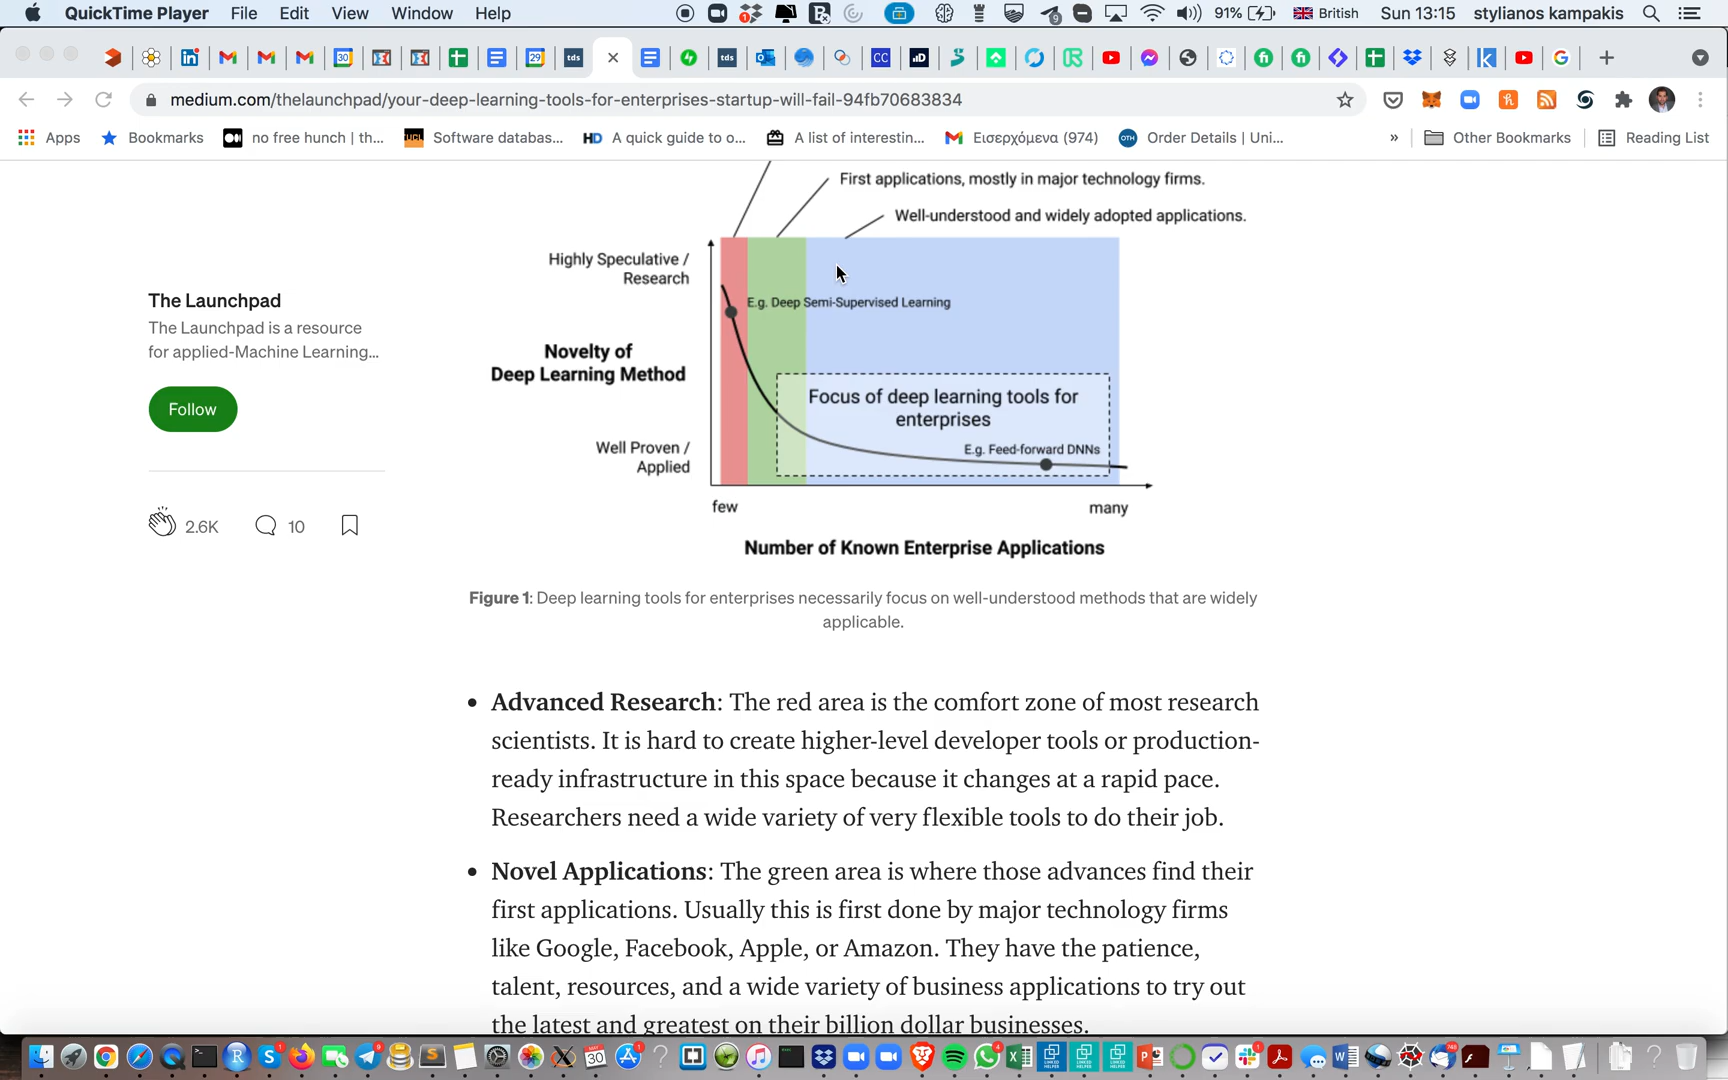 QuickTime Player File Edit View Window Help 91% British Sun 13:15 stylianos kampakis
medium.com/thelaunchpad/your-deep-learning-tools-for-enterprises-startup-will-fail-94fb70683834
Apps Bookmarks no free hunch | th... Software databas... A quick guide to o... A list of interestin... Εισερχόμενα (974) Order Details | Uni... » Other Bookmarks Reading List
First applications, mostly in major technology firms.
Well-understood and widely adopted applications.
Highly Speculative /
Research
E.g. Deep Semi-Supervised Learning
Novelty of
Deep Learning Method
Focus of deep learning tools for
enterprises
E.g. Feed-forward DNNs
Well Proven /
Applied
few many
Number of Known Enterprise Applications
The Launchpad
The Launchpad is a resource
for applied-Machine Learning...
Follow
2.6K 10
Figure 1: Deep learning tools for enterprises necessarily focus on well-understood methods that are widely
applicable.
• Advanced Research: The red area is the comfort zone of most research
scientists. It is hard to create higher-level developer tools or production-
ready infrastructure in this space because it changes at a rapid pace.
Researchers need a wide variety of very flexible tools to do their job.
• Novel Applications: The green area is where those advances find their
first applications. Usually this is first done by major technology firms
like Google, Facebook, Apple, or Amazon. They have the patience,
talent, resources, and a wide variety of business applications to try out
the latest and greatest on their billion dollar businesses.